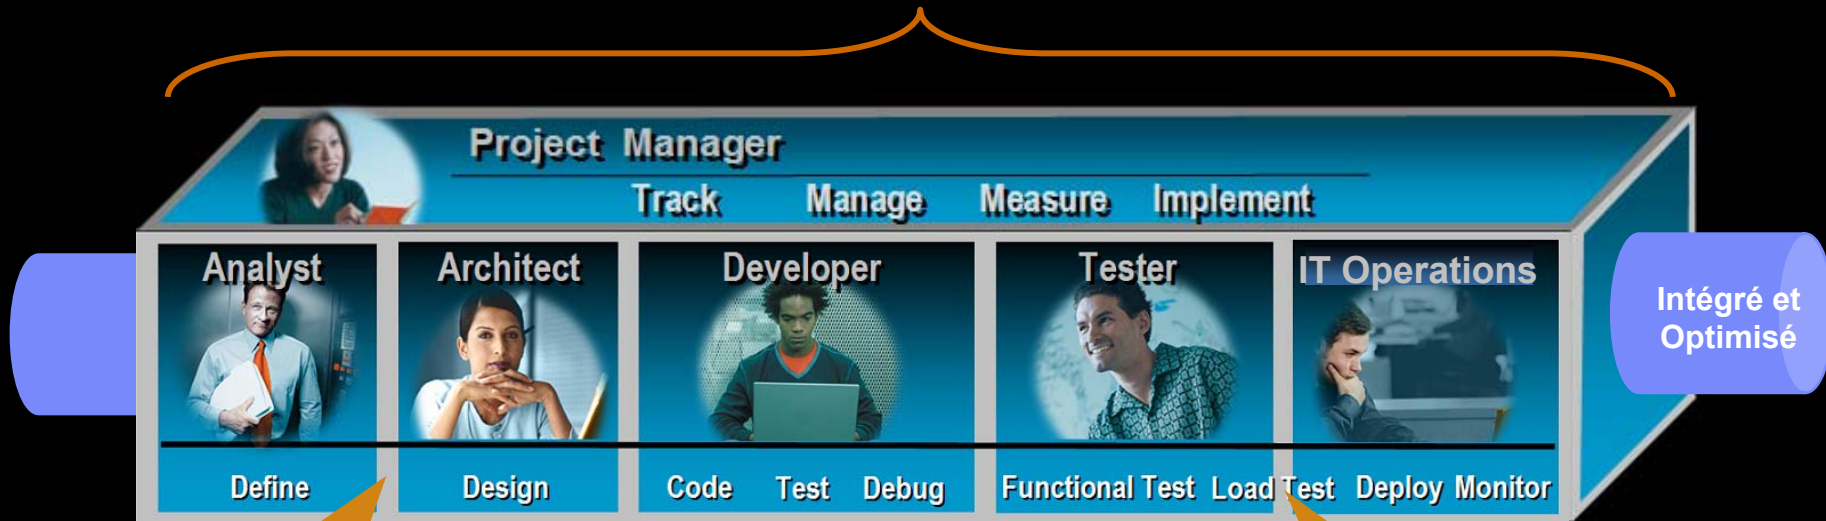 Project Manager
Track Manage Measure Implement
Analyst Architect Developer Tester IT Operations
Intégré et
Optimisé
Define Design Code Test Debug Functional Test Load Test Deploy Monitor